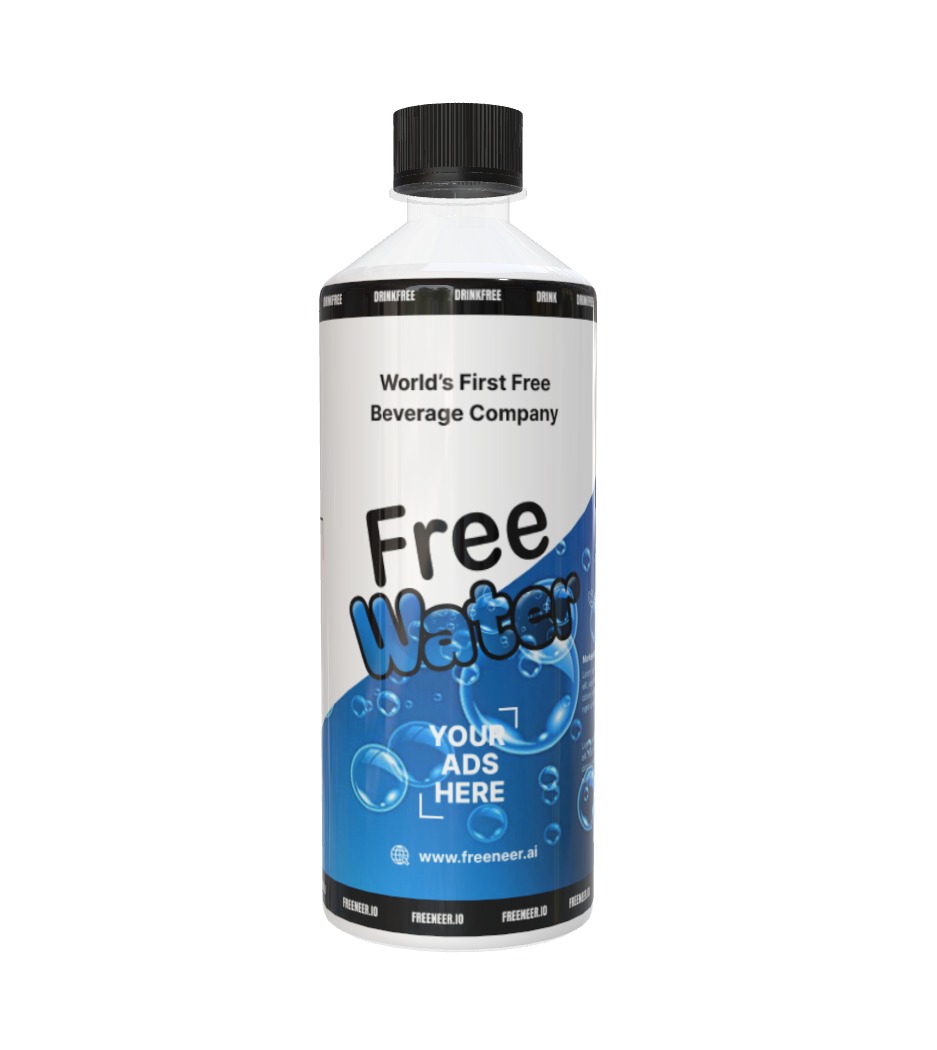 DRINKFREE DRINKFREE DRINK
World's First Free
Beverage Company
Free
Water
YOUR
ADS
HERE
www.freeneer.ai
FREENEER.IO FREENEER.IO FREENEER.IO